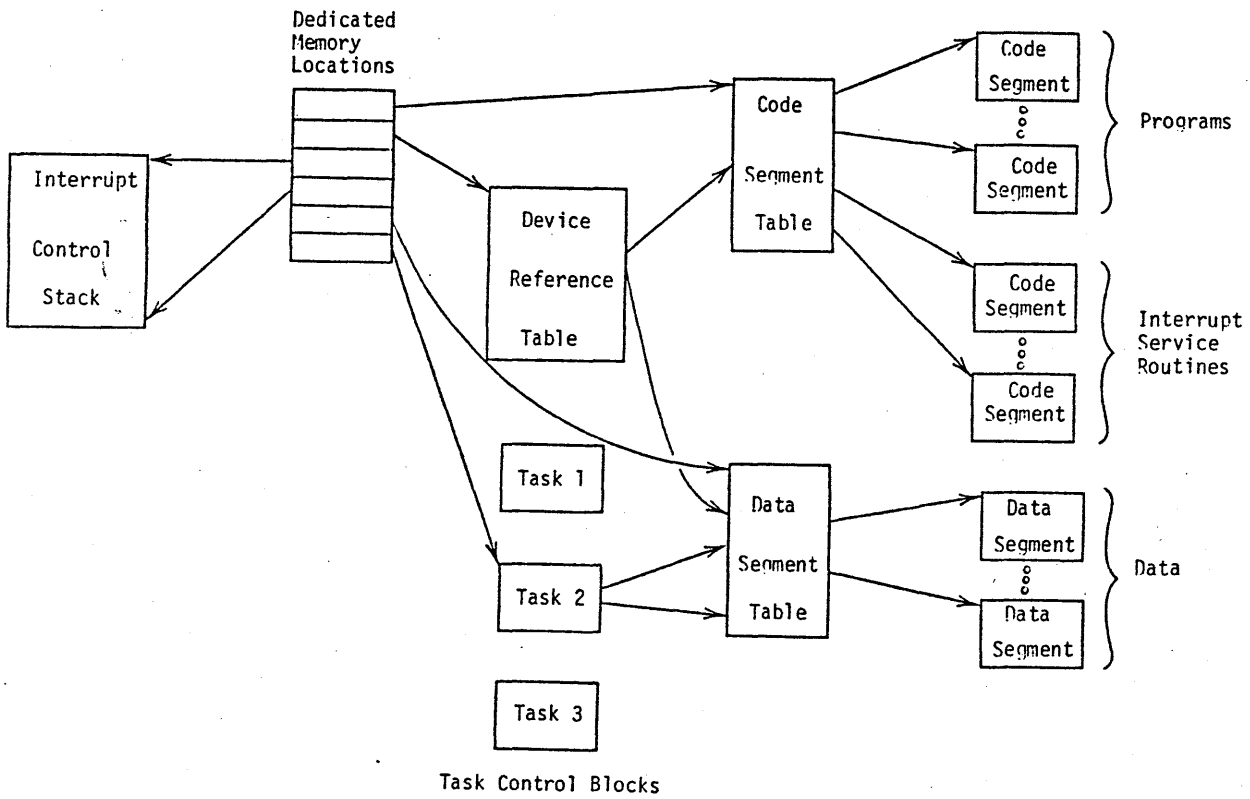 Dedicated
Memory
Locations
Interrupt
Control
Stack
Device
Reference
Table
Code
Segment
Table
Code
Segment
Code
Segment
Programs
Code
Segment
Code
Segment
Interrupt
Service
Routines
Task 1
Task 2
Task 3
Task Control Blocks
Data
Segment
Table
Data
Segment
Data
Segment
Data